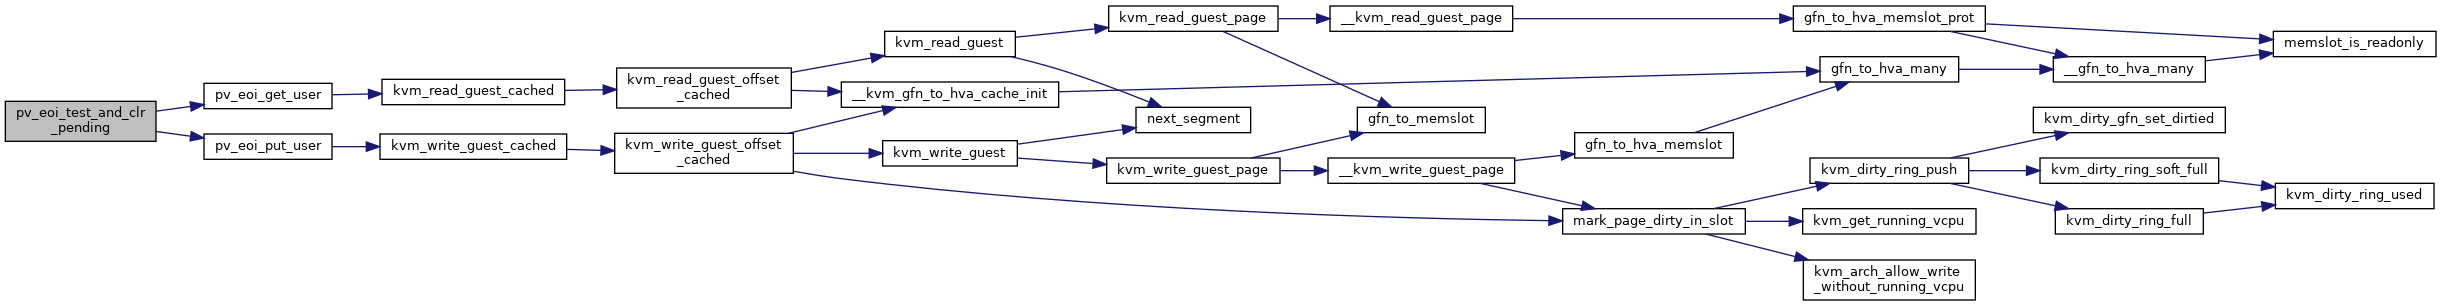 pv_eoi_test_and_clr
_pending
pv_eoi_get_user
pv_eoi_put_user
kvm_read_guest_cached
kvm_write_guest_cached
kvm_read_guest_offset
_cached
kvm_write_guest_offset
_cached
kvm_read_guest
__kvm_gfn_to_hva_cache_init
kvm_write_guest
kvm_read_guest_page
next_segment
kvm_write_guest_page
__kvm_read_guest_page
gfn_to_memslot
__kvm_write_guest_page
gfn_to_hva_memslot
mark_page_dirty_in_slot
gfn_to_hva_memslot_prot
gfn_to_hva_many
kvm_dirty_ring_push
kvm_get_running_vcpu
kvm_arch_allow_write
_without_running_vcpu
__gfn_to_hva_many
kvm_dirty_gfn_set_dirtied
kvm_dirty_ring_soft_full
kvm_dirty_ring_full
memslot_is_readonly
kvm_dirty_ring_used